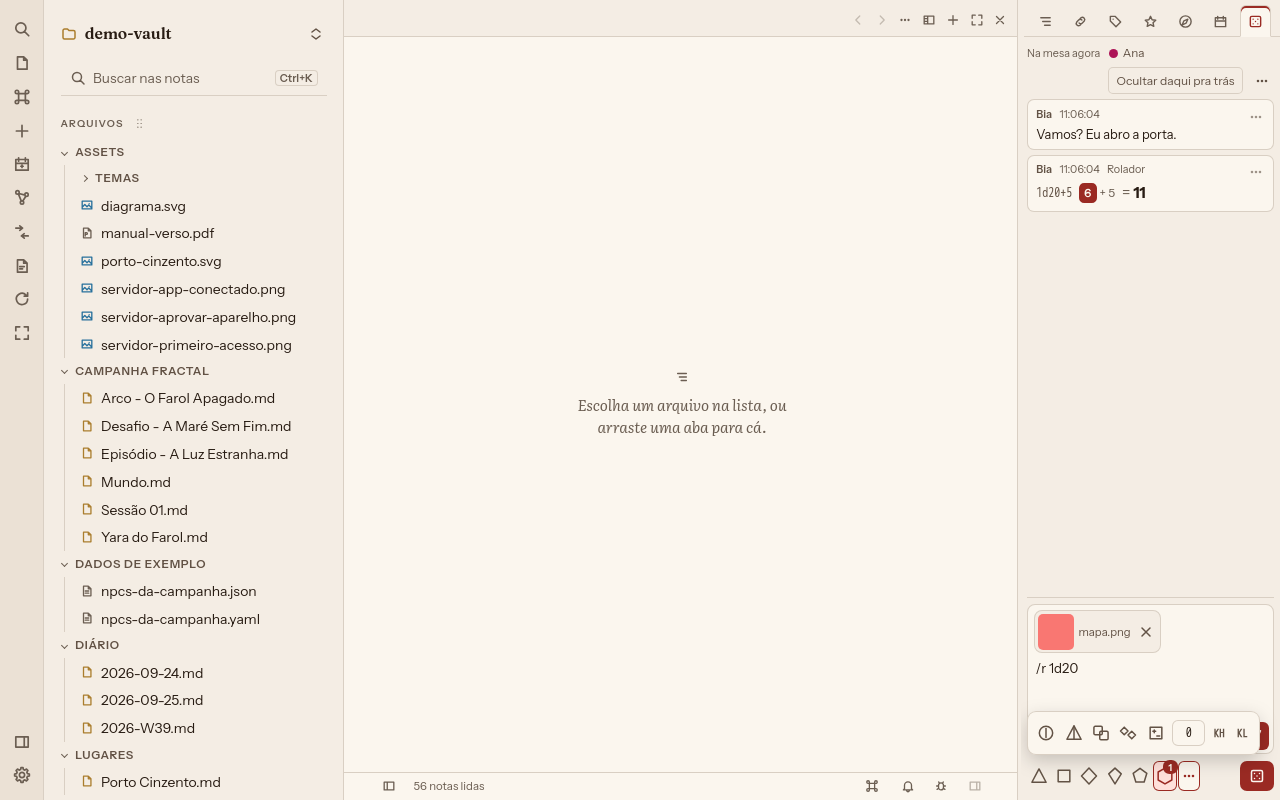 demo-vault
Buscar nas notas
Ctrl+K
ARQUIVOS
ASSETS
TEMAS
diagrama.svg
manual-verso.pdf
porto-cinzento.svg
servidor-app-conectado.png
servidor-aprovar-aparelho.png
servidor-primeiro-acesso.png
CAMPANHA FRACTAL
Arco - O Farol Apagado.md
Desafio - A Maré Sem Fim.md
Episódio - A Luz Estranha.md
Mundo.md
Sessão 01.md
Yara do Farol.md
DADOS DE EXEMPLO
npcs-da-campanha.json
npcs-da-campanha.yaml
DIÁRIO
2026-09-24.md
2026-09-25.md
2026-W39.md
LUGARES
Porto Cinzento.md
Escolha um arquivo na lista, ou
arraste uma aba para cá.
56 notas lidas
Na mesa agora Ana
Ocultar daqui pra trás
Bia 11:06:04
Vamos? Eu abro a porta.
Bia 11:06:04 Rolador
1d20+5 6 + 5 = 11
mapa.png
/r 1d20
0 KH KL
1